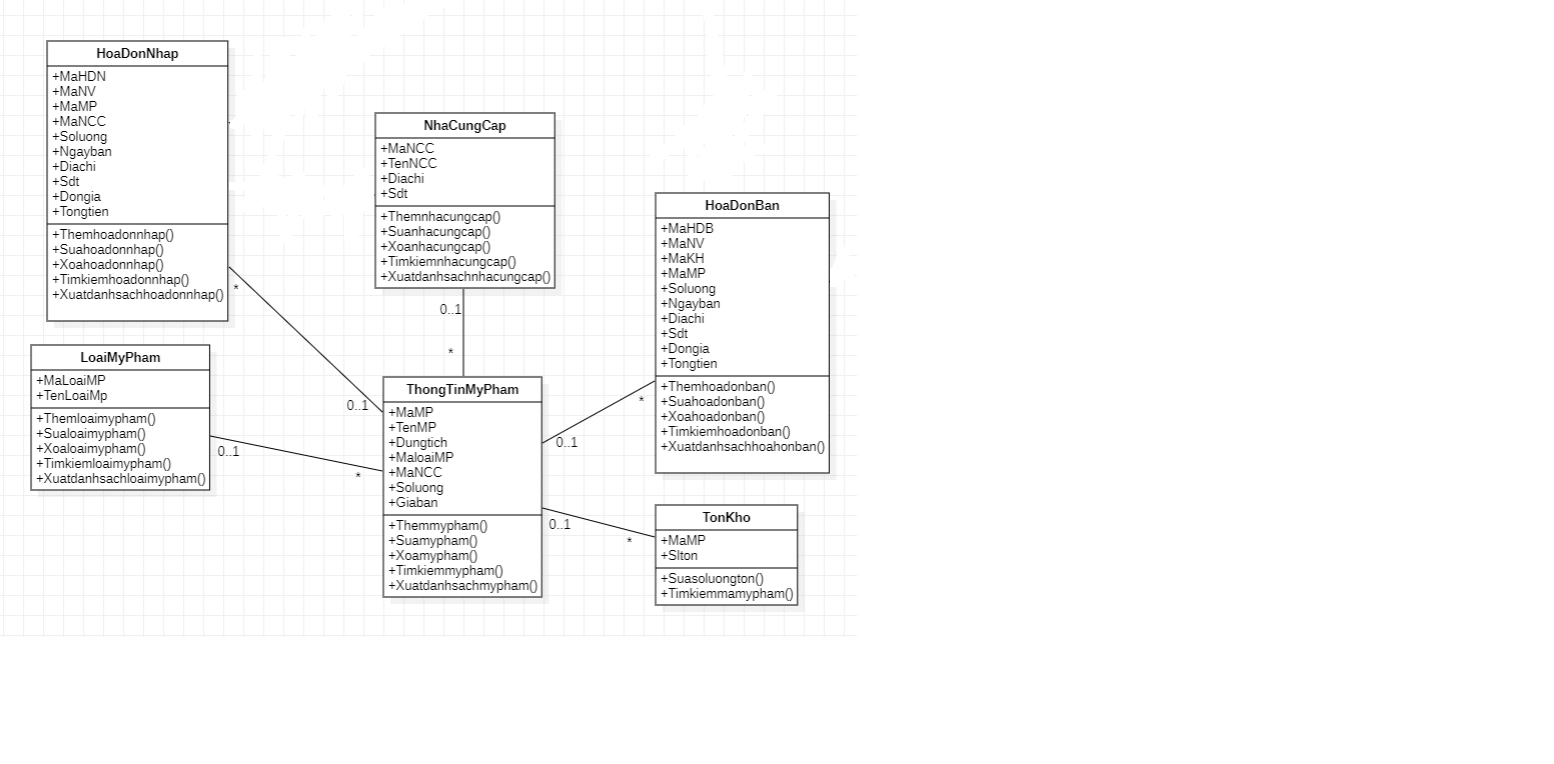 HoaDonNhap
+MaHDN
+MaNV
+MaMP
+MaNCC
+Soluong
+Ngayban
+Diachi
+Sdt
+Dongia
+Tongtien
+Themhoadonnhap()
+Suahoadonnhap()
+Xoahoadonnhap()
+Timkiemhoadonnhap()
+Xuatdanhsachhoadonnhap()
*
0..1
NhaCungCap
+MaNCC
+TenNCC
+Diachi
+Sdt
+Themnhacungcap()
+Suanhacungcap()
+Xoanhacungcap()
+Timkiemnhacungcap()
+Xuatdanhsachnhacungcap()
0..1
*
HoaDonBan
+MaHDB
+MaNV
+MaKH
+MaMP
+Soluong
+Ngayban
+Diachi
+Sdt
+Dongia
+Tongtien
+Themhoadonban()
+Suahoadonban()
+Xoahoadonban()
+Timkiemhoadonban()
+Xuatdanhsachhoahonban()
*
0..1
LoaiMyPham
+MaLoaiMP
+TenLoaiMp
+Themloaimypham()
+Sualoaimypham()
+Xoaloaimypham()
+Timkiemloaimypham()
+Xuatdanhsachloaimypham()
0..1
*
ThongTinMyPham
+MaMP
+TenMP
+Dungtich
+MaloaiMP
+MaNCC
+Soluong
+Giaban
+Themmypham()
+Suamypham()
+Xoamypham()
+Timkiemmypham()
+Xuatdanhsachmypham()
0..1
*
TonKho
+MaMP
+Slton
+Suasoluongton()
+Timkiemmamypham()